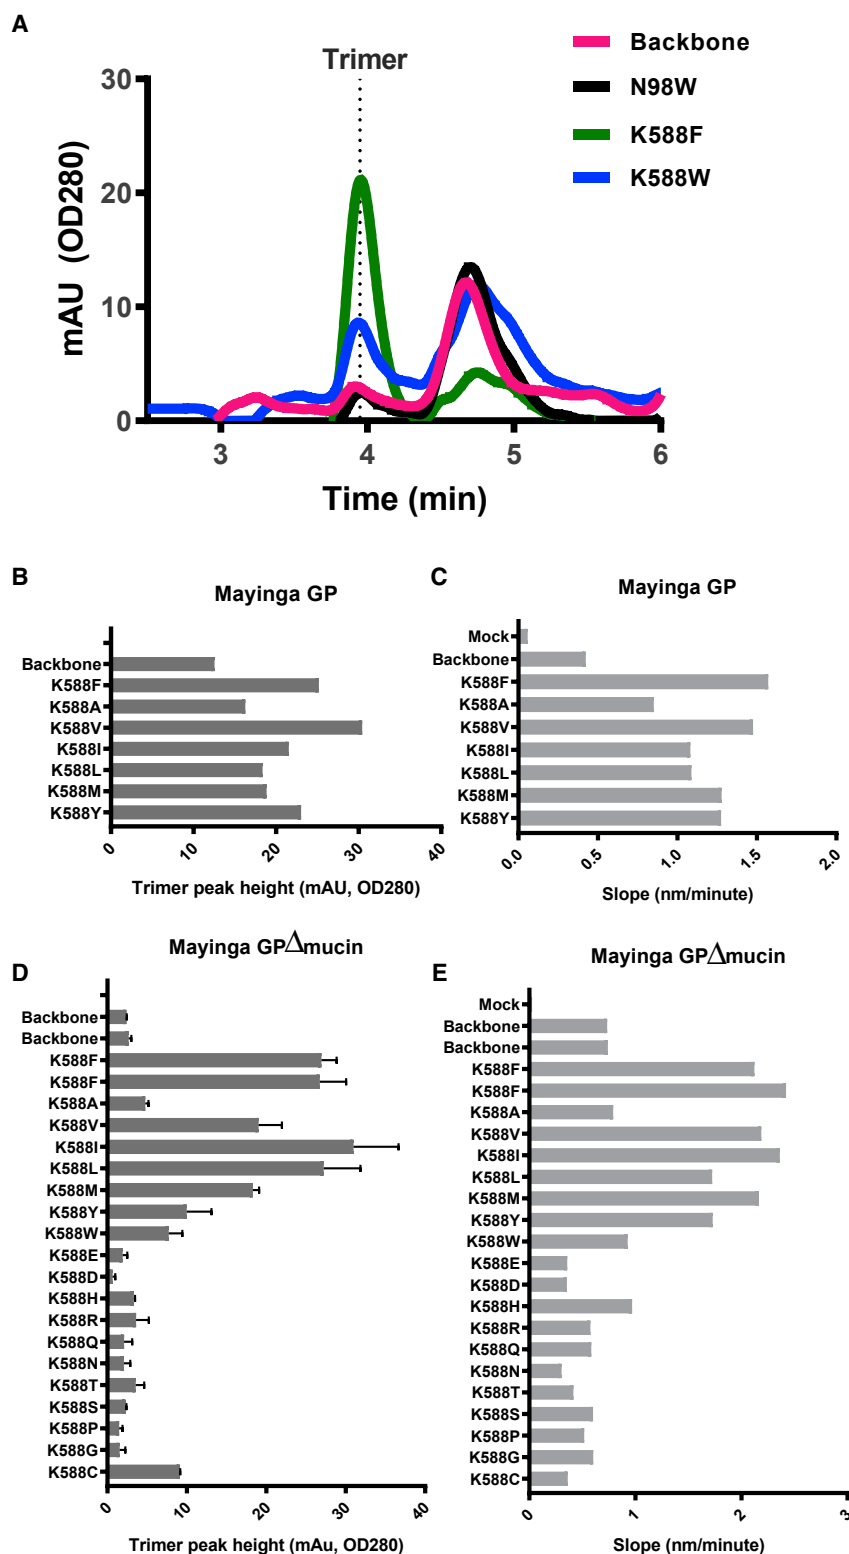 A
Trimer
Backbone
N98W
K588F
K588W
mAU (OD280)
30
20
10
0
3
4
5
6
Time (min)
B
Mayinga GP
Backbone
K588F
K588A
K588V
K588I
K588L
K588M
K588Y
0
10
20
30
40
Trimer peak height (mAU, OD280)
C
Mayinga GP
Mock
Backbone
K588F
K588A
K588V
K588I
K588L
K588M
K588Y
0.0
0.5
1.0
1.5
2.0
Slope (nm/minute)
D
Mayinga GPΔmucin
Backbone
Backbone
K588F
K588F
K588A
K588V
K588I
K588L
K588M
K588Y
K588W
K588E
K588D
K588H
K588R
K588Q
K588N
K588T
K588S
K588P
K588G
K588C
0
10
20
30
40
Trimer peak height (mAu, OD280)
E
Mayinga GPΔmucin
Mock
Backbone
Backbone
K588F
K588F
K588A
K588V
K588I
K588L
K588M
K588Y
K588W
K588E
K588D
K588H
K588R
K588Q
K588N
K588T
K588S
K588P
K588G
K588C
0
1
2
3
Slope (nm/minute)